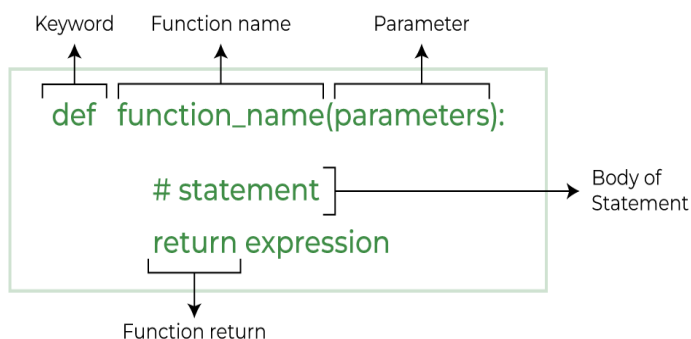 Keyword Function name Parameter
def function_name(parameters):
# statement
Body of
Statement
return expression
Function return